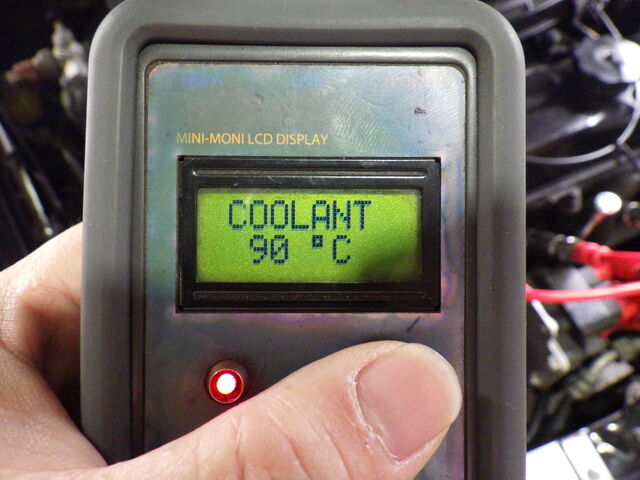 MINI-MONI LCD DISPLAY
COOLANT
90 °C